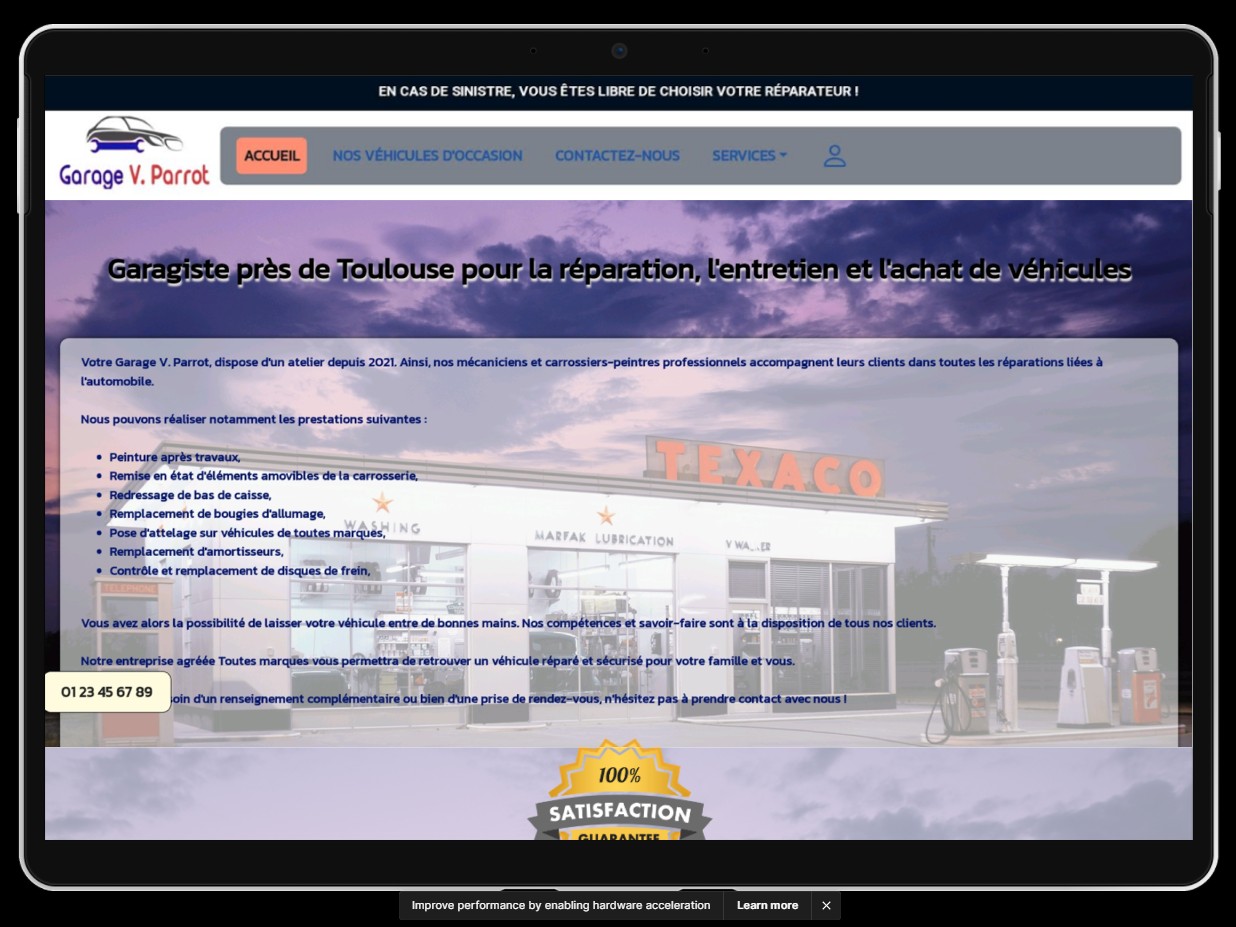 EN CAS DE SINISTRE, VOUS ÊTES LIBRE DE CHOISIR VOTRE RÉPARATEUR !
Garage V. Parrot
ACCUEIL
NOS VÉHICULES D'OCCASION
CONTACTEZ-NOUS
SERVICES
Garagiste près de Toulouse pour la réparation, l'entretien et l'achat de véhicules
Votre Garage V. Parrot, dispose d'un atelier depuis 2021. Ainsi, nos mécaniciens et carrossiers-peintres professionnels accompagnent leurs clients dans toutes les réparations liées à
l'automobile.
Nous pouvons réaliser notamment les prestations suivantes :
• Peinture après travaux,
• Remise en état d'éléments amovibles de la carrosserie,
• Redressage de bas de caisse,
• Remplacement de bougies d'allumage,
• Pose d'attelage sur véhicules de toutes marques,
• Remplacement d'amortisseurs,
• Contrôle et remplacement de disques de frein,
TEXACO
WASHING
MARFAK LUBRICATION
TELEPHONE
Vous avez alors la possibilité de laisser votre véhicule entre de bonnes mains. Nos compétences et savoir-faire sont à la disposition de tous nos clients.
Notre entreprise agréée Toutes marques vous permettra de retrouver un véhicule réparé et sécurisé pour votre famille et vous.
01 23 45 67 89
d'un renseignement complémentaire ou bien d'une prise de rendez-vous, n'hésitez pas à prendre contact avec nous !
100%
SATISFACTION
GUARANTEE
Improve performance by enabling hardware acceleration
Learn more